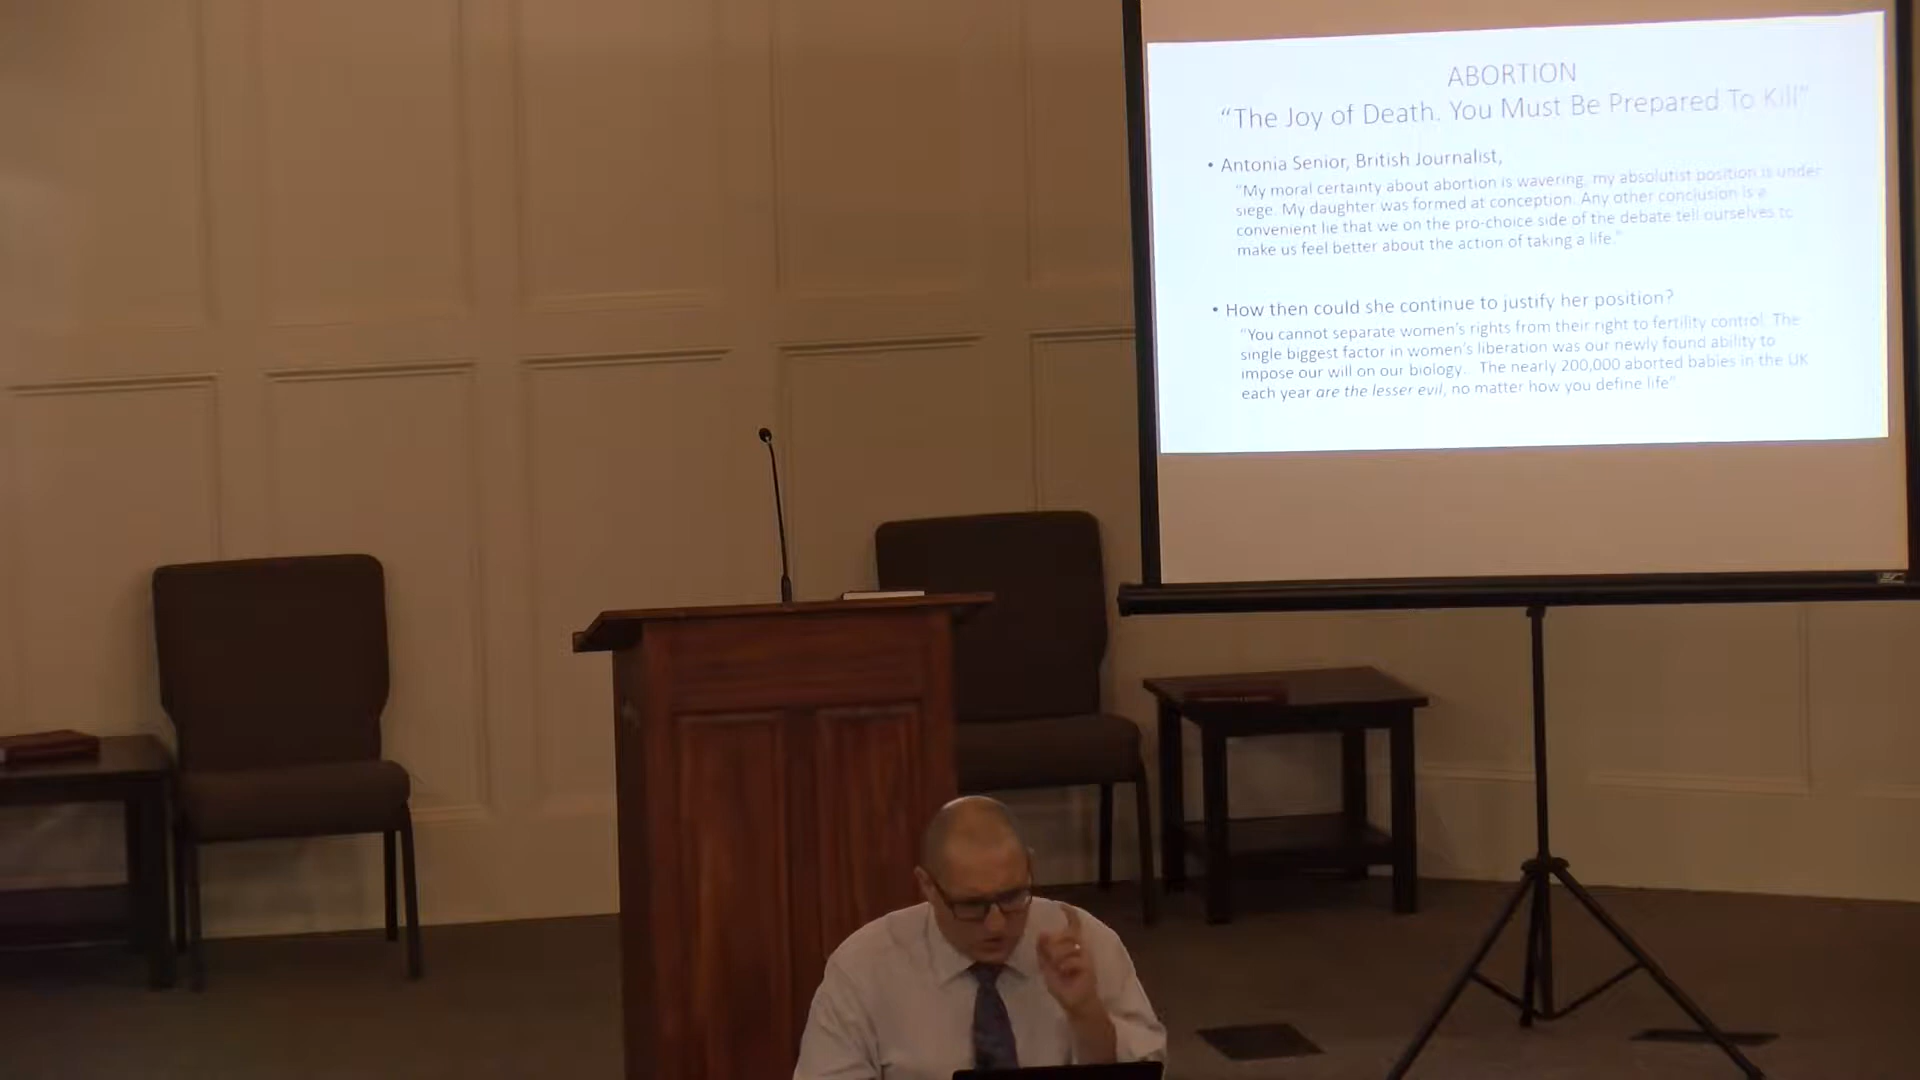 ABORTION
“The Joy of Death. You Must Be Prepared To Kill”
• Antonia Senior, British Journalist,
“My moral certainty about abortion is wavering, my absolutist position is under
siege. My daughter was formed at conception. Any other conclusion is a
convenient lie that we on the pro-choice side of the debate tell ourselves to
make us feel better about the action of taking a life.”
• How then could she continue to justify her position?
“You cannot separate women’s rights from their right to fertility control. The
single biggest factor in women’s liberation was our newly found ability to
impose our will on our biology. The nearly 200,000 aborted babies in the UK
each year are the lesser evil, no matter how you define life”